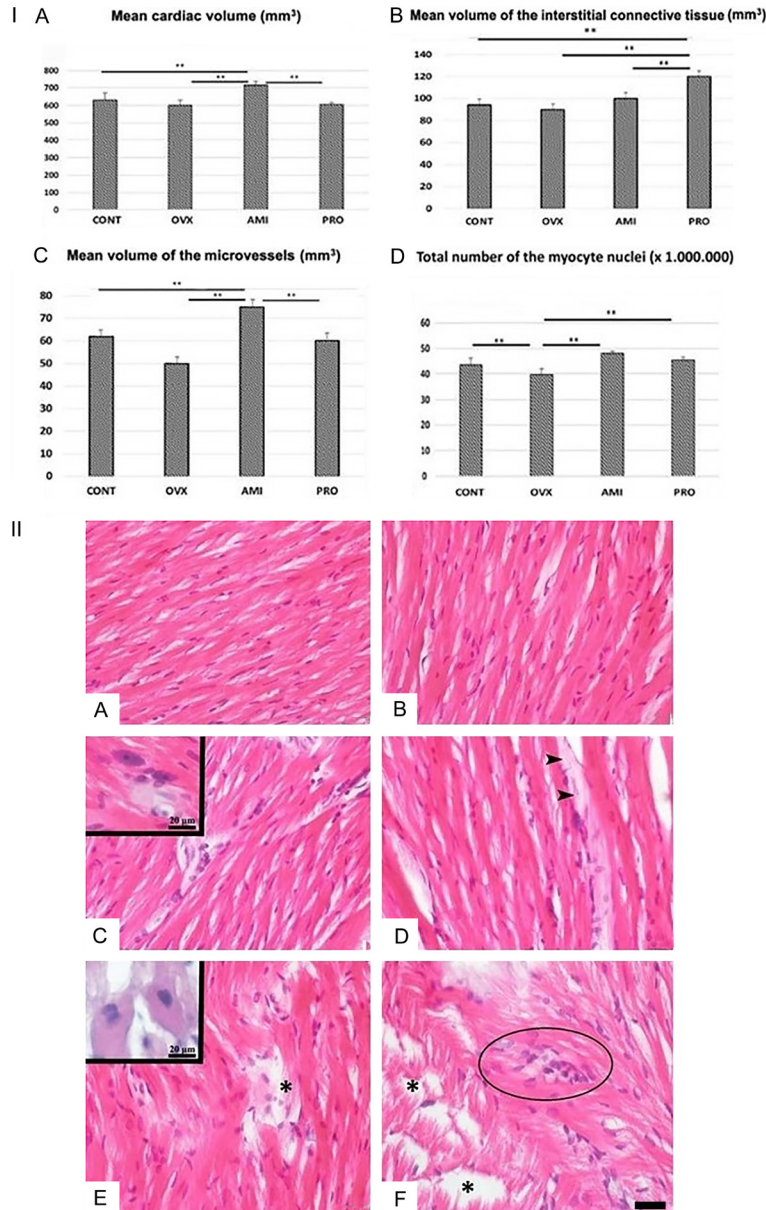 I
A
Mean cardiac volume (mm³)
**
**
**
800
700
600
500
400
300
200
100
0
CONT OVX AMI PRO
B
Mean volume of the interstitial connective tissue (mm³)
**
**
**
140
120
100
80
60
40
20
0
CONT OVX AMI PRO
C
Mean volume of the microvessels (mm³)
**
**
**
80
70
60
50
40
30
20
10
0
CONT OVX AMI PRO
D
Total number of the myocyte nuclei (x 1.000.000)
**
**
**
60
50
40
30
20
10
0
CONT OVX AMI PRO
II
A
B
20 µm
C
D
20 µm
*
E
*
*
F